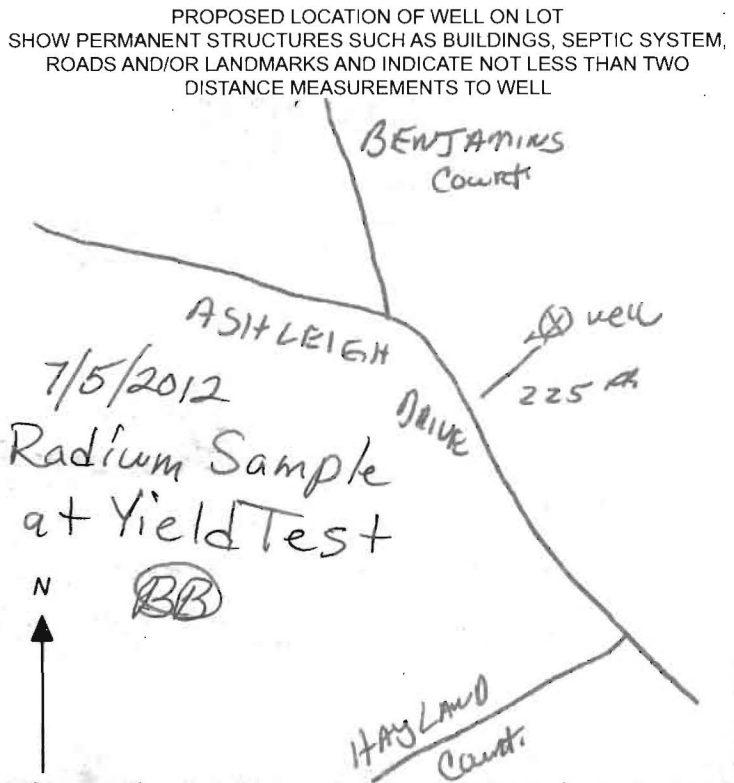 PROPOSED LOCATION OF WELL ON LOT
SHOW PERMANENT STRUCTURES SUCH AS BUILDINGS, SEPTIC SYSTEM,
ROADS AND/OR LANDMARKS AND INDICATE NOT LESS THAN TWO
DISTANCE MEASUREMENTS TO WELL
BENJAMINS
Court
ASHLEIGH
DRIVE
well
225 ft
7/5/2012
Radium Sample
at Yield Test
BB
N
HAYLAND
Court.